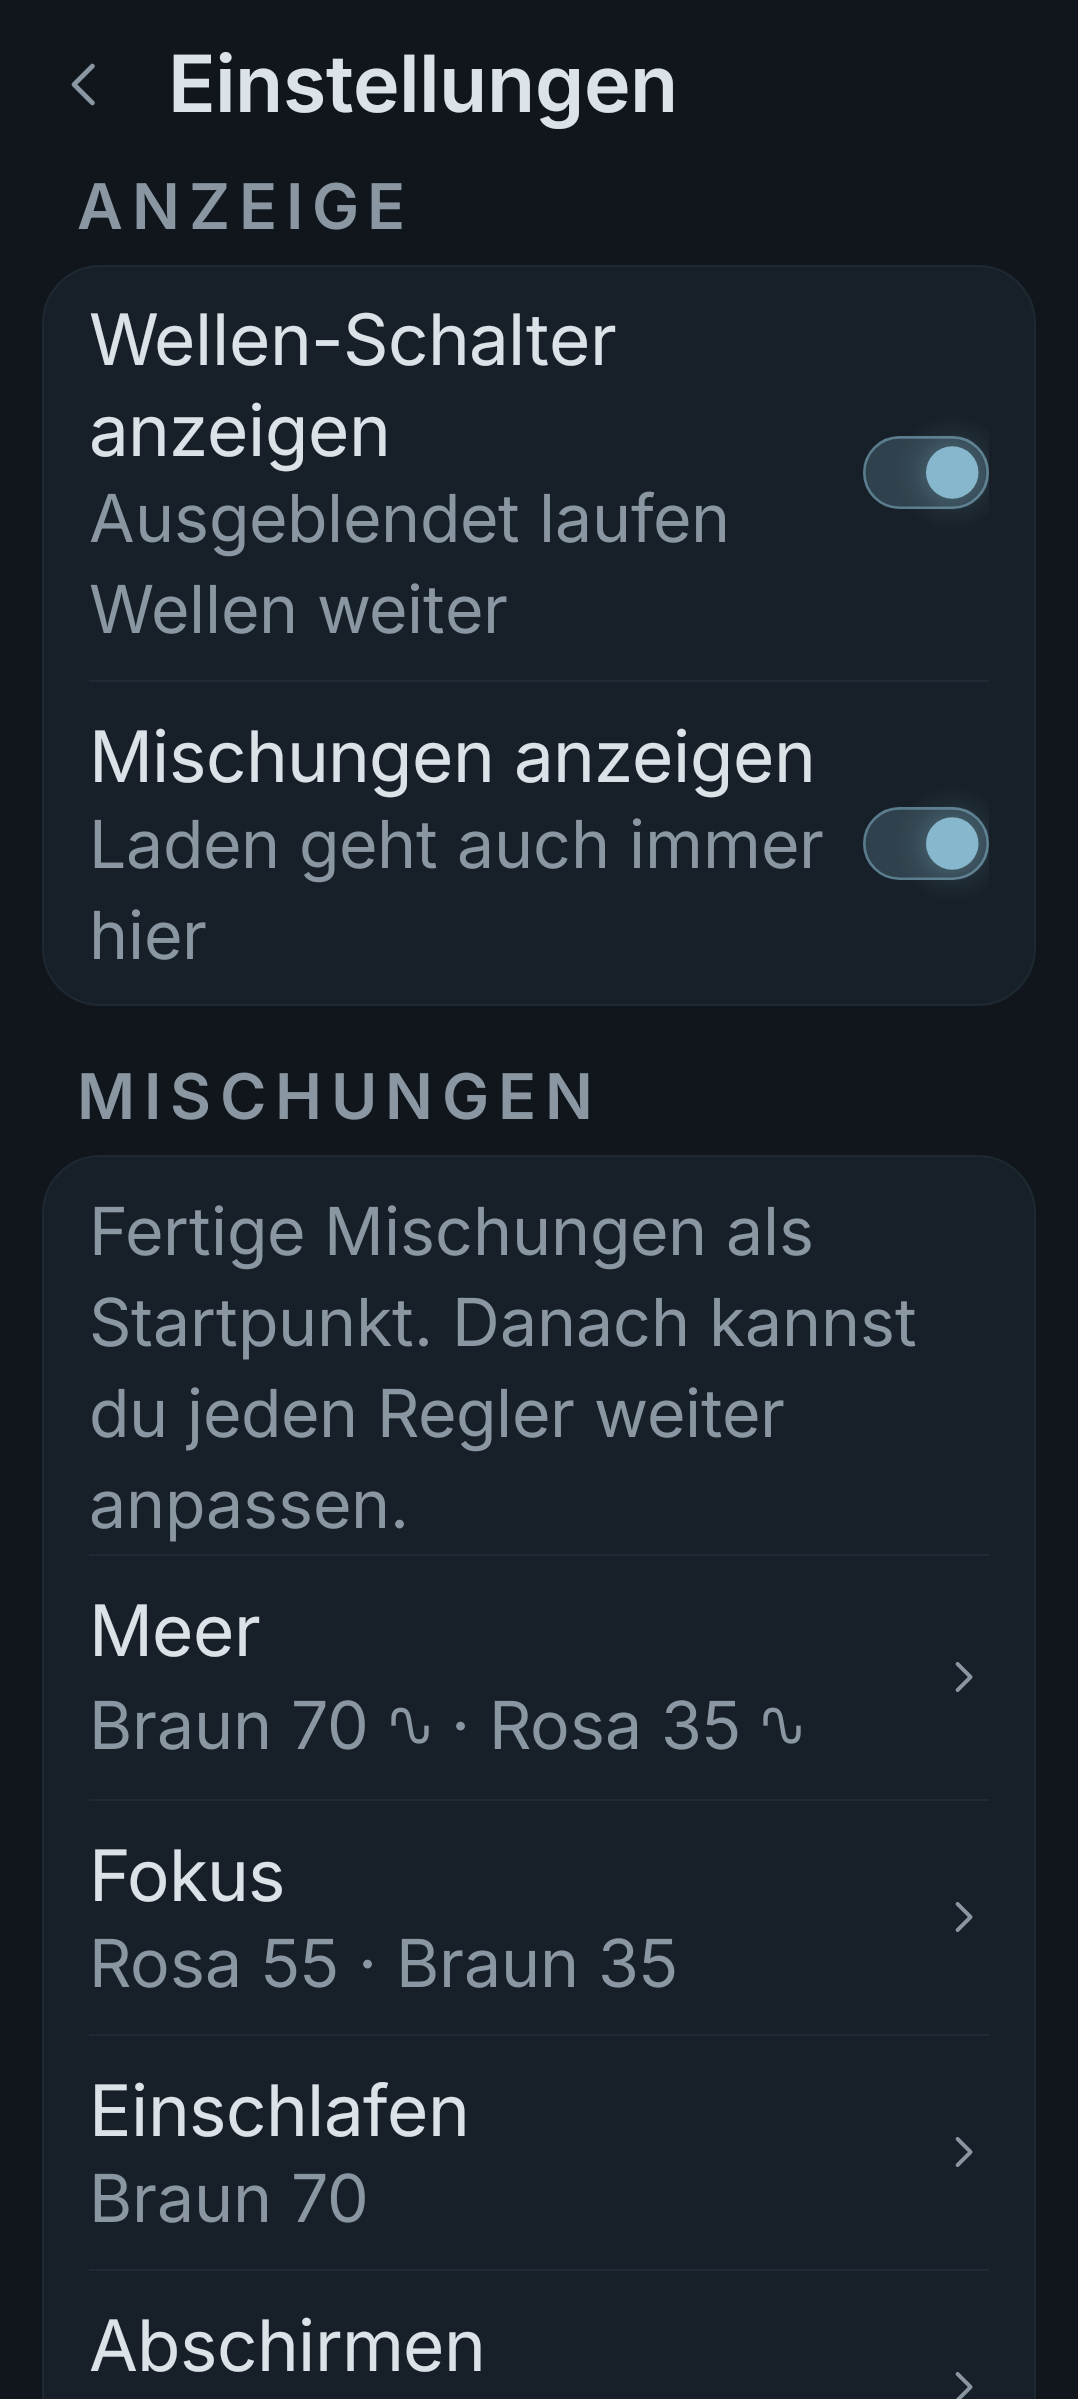 Einstellungen
ANZEIGE
Wellen-Schalter
anzeigen
Ausgeblendet laufen
Wellen weiter
Mischungen anzeigen
Laden geht auch immer
hier
MISCHUNGEN
Fertige Mischungen als
Startpunkt. Danach kannst
du jeden Regler weiter
anpassen.
Meer
Braun 70 ∿ · Rosa 35 ∿
Fokus
Rosa 55 · Braun 35
Einschlafen
Braun 70
Abschirmen